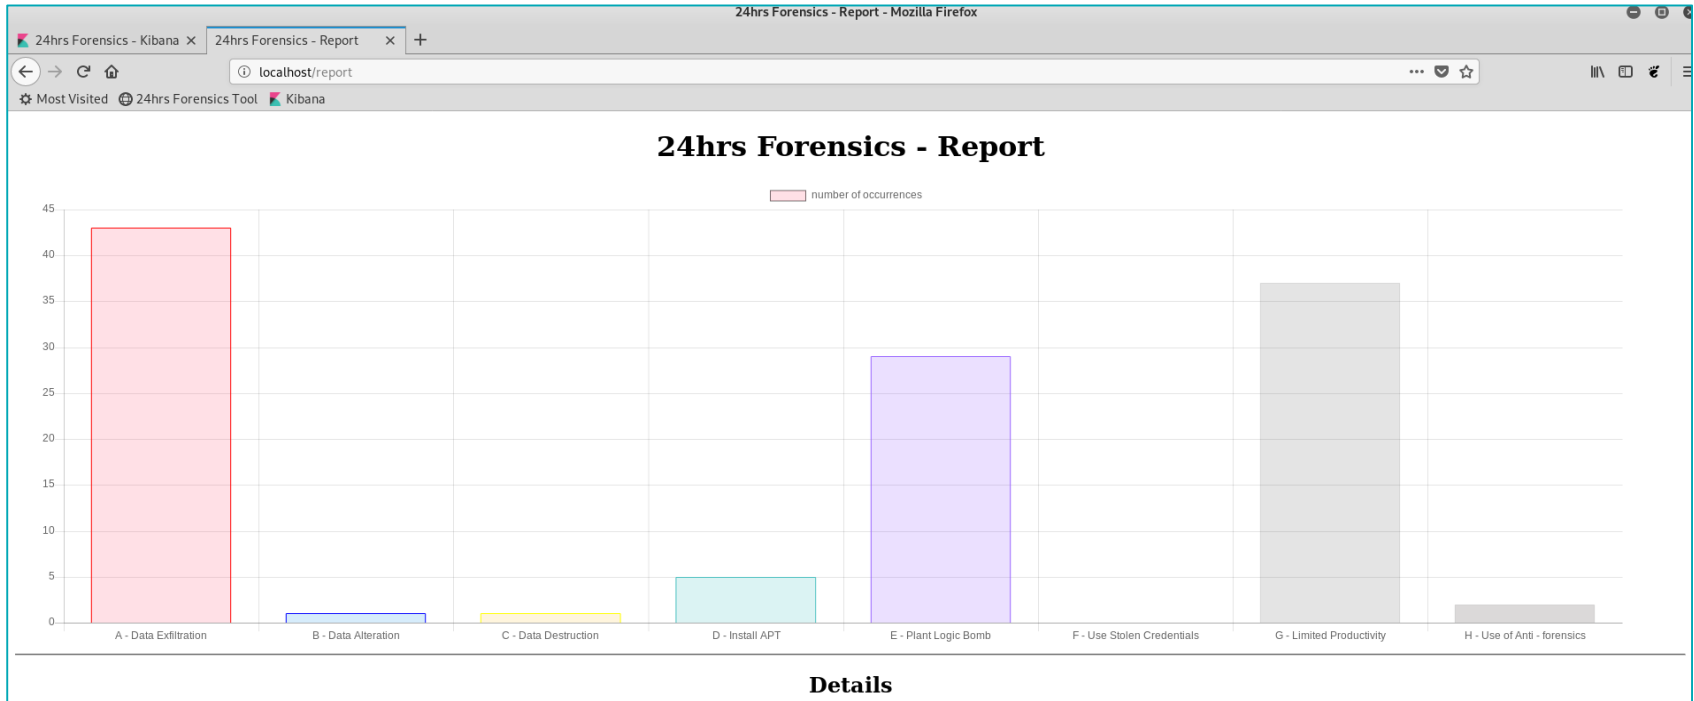 24hrs Forensics - Report - Mozilla Firefox
24hrs Forensics - Kibana
24hrs Forensics - Report
localhost/report
Most Visited
24hrs Forensics Tool
Kibana
24hrs Forensics - Report
number of occurrences
45
40
35
30
25
20
15
10
5
0
A - Data Exfiltration
B - Data Alteration
C - Data Destruction
D - Install APT
E - Plant Logic Bomb
F - Use Stolen Credentials
G - Limited Productivity
H - Use of Anti - forensics
Details